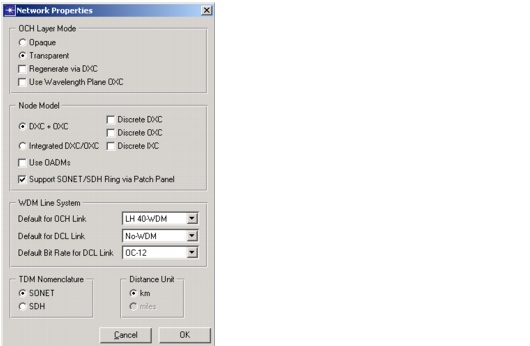 Network Properties
OCH Layer Mode
Opaque
Transparent
Regenerate via DXC
Use Wavelength Plane OXC
Node Model
DXC + OXC
Discrete DXC
Discrete OXC
Integrated DXC/OXC
Discrete IXC
Use OADMs
Support SONET/SDH Ring via Patch Panel
WDM Line System
Default for OCH Link LH 40-WDM
Default for DCL Link No-WDM
Default Bit Rate for DCL Link OC-12
TDM Nomenclature
SONET
SDH
Distance Unit
km
miles
Cancel OK